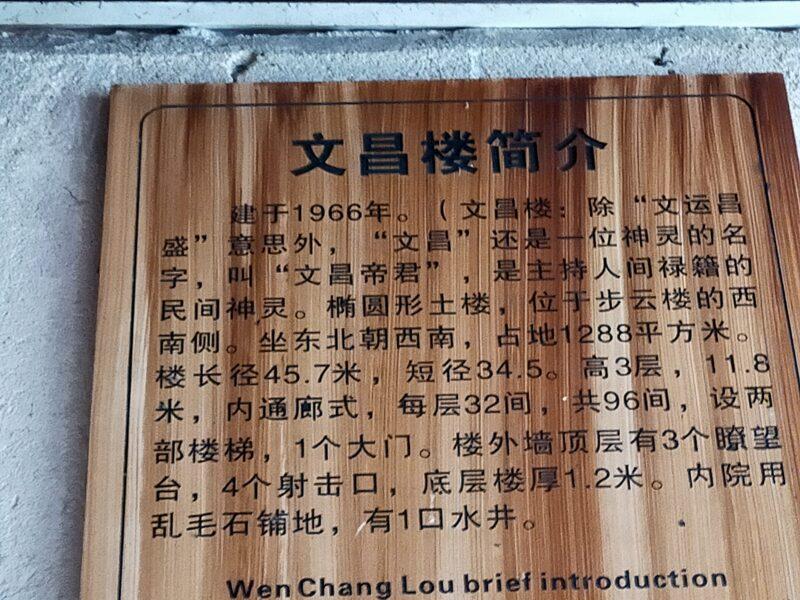 文昌楼简介
建于1966年。（文昌楼：除“文运昌
盛”意思外，“文昌”还是一位神灵的名
字，叫“文昌帝君”，是主持人间禄籍的
民间神灵。椭圆形土楼，位于步云楼的西
南侧。坐东北朝西南，占地1288平方米。
楼长径45.7米，短径34.5。高3层，11.8
米，内通廊式，每层32间，共96间，设两
部楼梯，1个大门。楼外墙顶层有3个瞭望
台，4个射击口，底层楼厚1.2米。内院用
乱毛石铺地，有1口水井。
Wen Chang Lou brief introduction